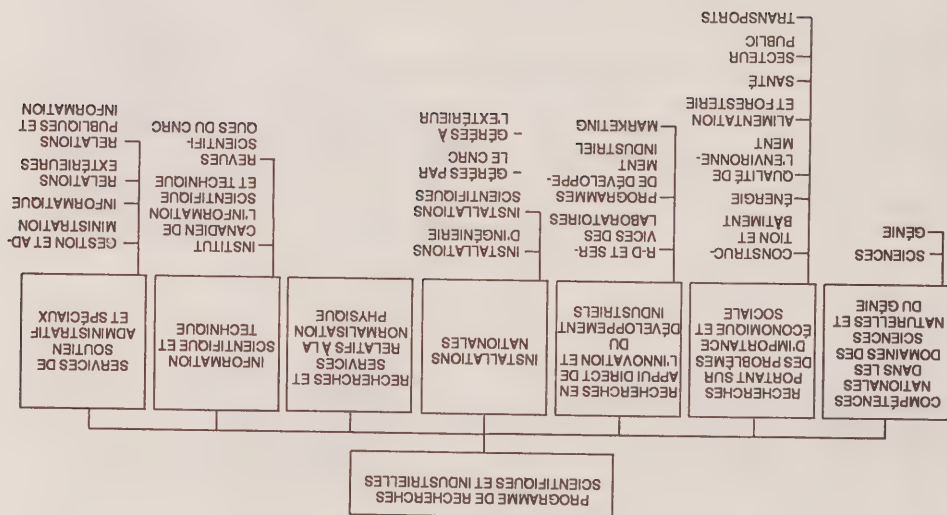 PROGRAMME DE RECHERCHES
SCIENTIFIQUES ET INDUSTRIELLES
COMPÉTENCES
NATIONALES
DANS LES
DOMAINES DES
SCIENCES
NATURELLES ET
DU GÉNIE
SCIENCES
GÉNIE
RECHERCHES
PORTANT SUR
DES PROBLÈMES
D'IMPORTANCE
ÉCONOMIQUE ET
SOCIALE
CONSTRUC-
TION ET
BÂTIMENT
ÉNERGIE
QUALITÉ DE
L'ENVIRONNE-
MENT
ALIMENTATION
ET FORESTERIE
SANTÉ
SECTEUR
PUBLIC
TRANSPORTS
RECHERCHES EN
APPUI DIRECT DE
L'INNOVATION ET
DU
DÉVELOPPEMENT
INDUSTRIELS
R-D ET SER-
VICES DES
LABORATOIRES
PROGRAMMES
DE DÉVELOPPE-
MENT
INDUSTRIEL
MARKETING
INSTALLATIONS
NATIONALES
INSTALLATIONS
D'INGÉNIERIE
INSTALLATIONS
SCIENTIFIQUES
– GÉRÉES PAR
LE CNRC
– GÉRÉES À
L'EXTÉRIEUR
RECHERCHES ET
SERVICES
RELATIFS À LA
NORMALISATION
PHYSIQUE
INFORMATION
SCIENTIFIQUE ET
TECHNIQUE
INSTITUT
CANADIEN DE
L'INFORMATION
SCIENTIFIQUE
ET TECHNIQUE
REVUES
SCIENTIFI-
QUES DU CNRC
SERVICES DE
SOUTIEN
ADMINISTRATIF
ET SPÉCIAUX
GESTION ET AD-
MINISTRATION
INFORMATIQUE
RELATIONS
EXTÉRIEURES
RELATIONS
PUBLIQUES ET
INFORMATION